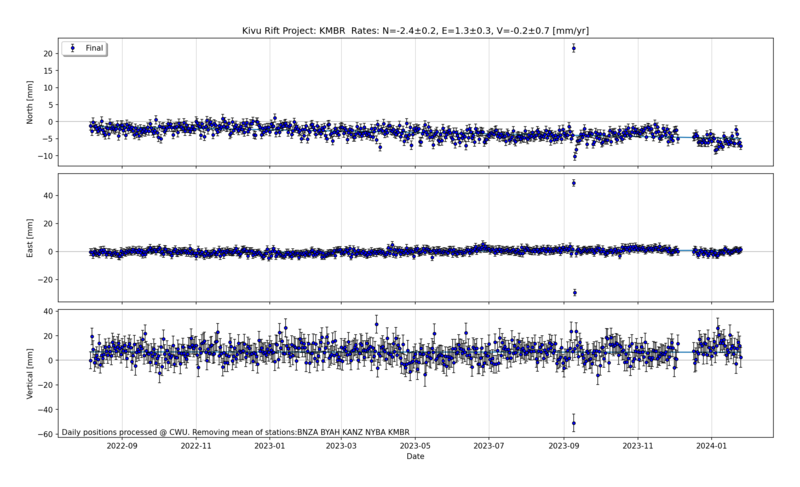 Kivu Rift Project: KMBR Rates: N=-2.4±0.2, E=1.3±0.3, V=-0.2±0.7 [mm/yr]
Final
North [mm]
20
15
10
5
0
−5
−10
East [mm]
40
20
0
−20
Vertical [mm]
40
20
0
−20
−40
−60
Daily positions processed @ CWU. Removing mean of stations:BNZA BYAH KANZ NYBA KMBR
2022-09 2022-11 2023-01 2023-03 2023-05 2023-07 2023-09 2023-11 2024-01
Date